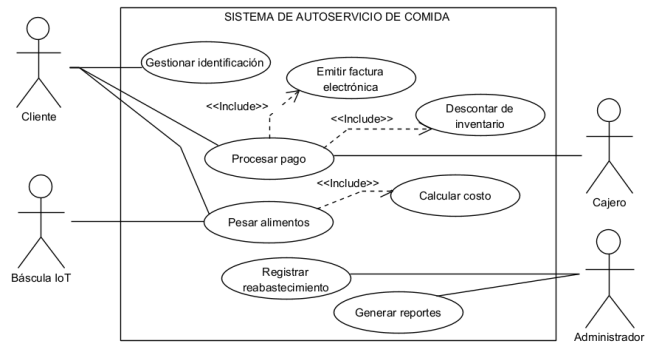 SISTEMA DE AUTOSERVICIO DE COMIDA
Gestionar identificación
Emitir factura
electrónica
<<Include>>
Descontar de
inventario
<<Include>>
Cliente
Procesar pago
<<Include>>
Calcular costo
Cajero
Pesar alimentos
Báscula IoT
Registrar
reabastecimiento
Generar reportes
Administrador